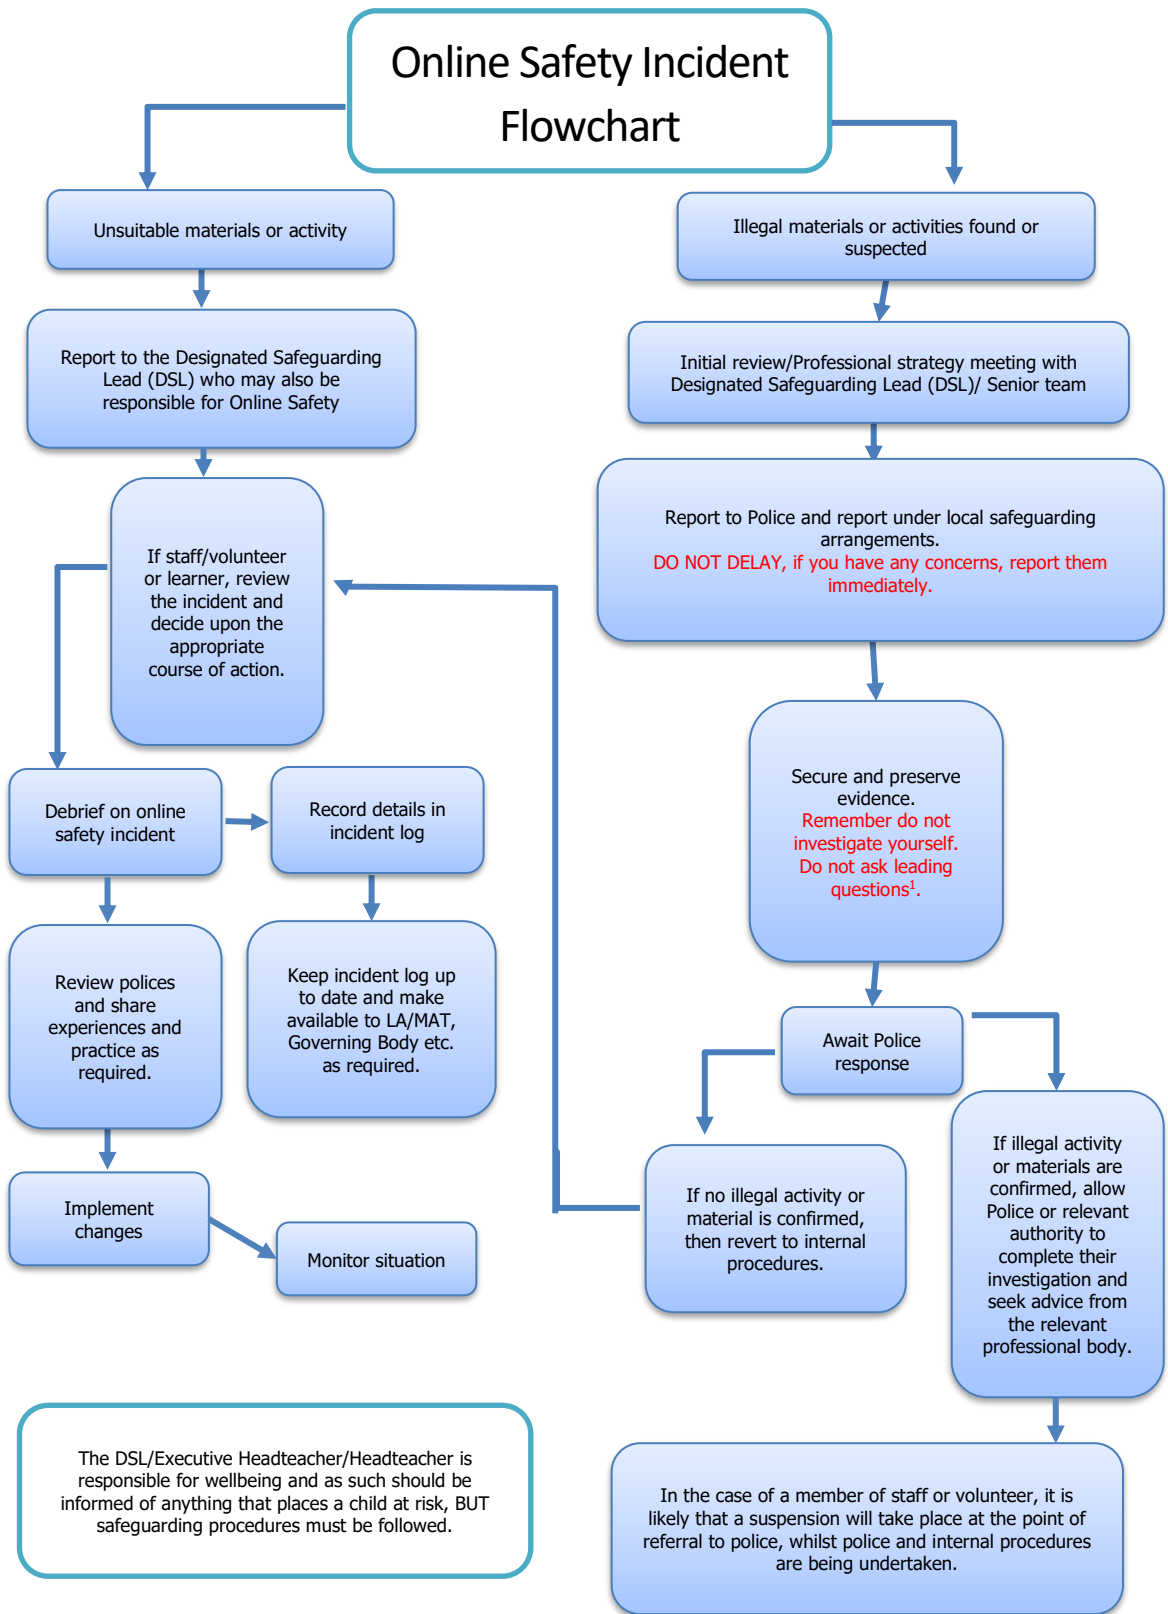 Online Safety Incident
Flowchart
Unsuitable materials or activity
Report to the Designated Safeguarding
Lead (DSL) who may also be
responsible for Online Safety
If staff/volunteer
or learner, review
the incident and
decide upon the
appropriate
course of action.
Debrief on online
safety incident
Record details in
incident log
Review polices
and share
experiences and
practice as
required.
Keep incident log up
to date and make
available to LA/MAT,
Governing Body etc.
as required.
Implement
changes
Monitor situation
Illegal materials or activities found or
suspected
Initial review/Professional strategy meeting with
Designated Safeguarding Lead (DSL)/ Senior team
Report to Police and report under local safeguarding
arrangements.
DO NOT DELAY, if you have any concerns, report them
immediately.
Secure and preserve
evidence.
Remember do not
investigate yourself.
Do not ask leading
questions¹.
Await Police
response
If no illegal activity or
material is confirmed,
then revert to internal
procedures.
If illegal activity
or materials are
confirmed, allow
Police or relevant
authority to
complete their
investigation and
seek advice from
the relevant
professional body.
In the case of a member of staff or volunteer, it is
likely that a suspension will take place at the point of
referral to police, whilst police and internal procedures
are being undertaken.
The DSL/Executive Headteacher/Headteacher is
responsible for wellbeing and as such should be
informed of anything that places a child at risk, BUT
safeguarding procedures must be followed.